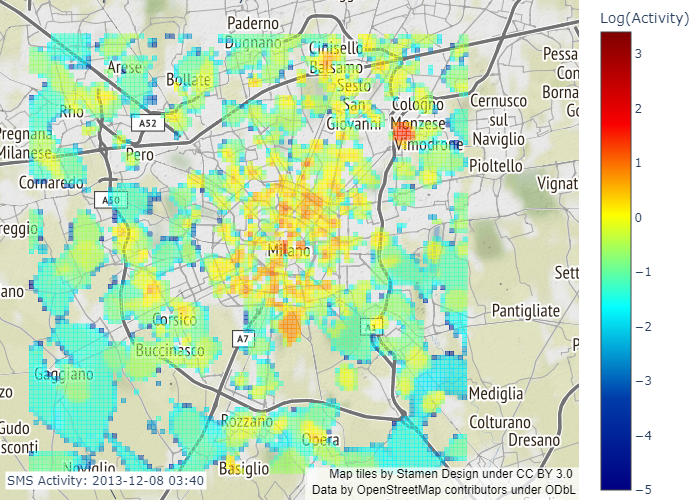 Log(Activity)
3
2
1
0
−1
−2
−3
−4
−5
Paderno
Dugnano
Cinisello
Balsamo
Arese
Bollate
Sesto
San
Giovanni
Rho
A52
Cologno
Monzese
Vimodrone
Cernusco
sul
Naviglio
Pessa
Con
Borna
Go
Pregnana
Milanese
Pero
Pioltello
Cornaredo
A50
Vignat
reggio
Milano
Sett
ano
Pantigliate
Corsico
A7
Buccinasco
P
Gaggiano
Mediglia
zo
Rozzano
Colturano
Gudo
Opera
Dresano
sconti
Noviglio
Basiglio
SMS Activity: 2013-12-08 03:40
Map tiles by Stamen Design under CC BY 3.0
Data by OpenStreetMap contributors under ODbL